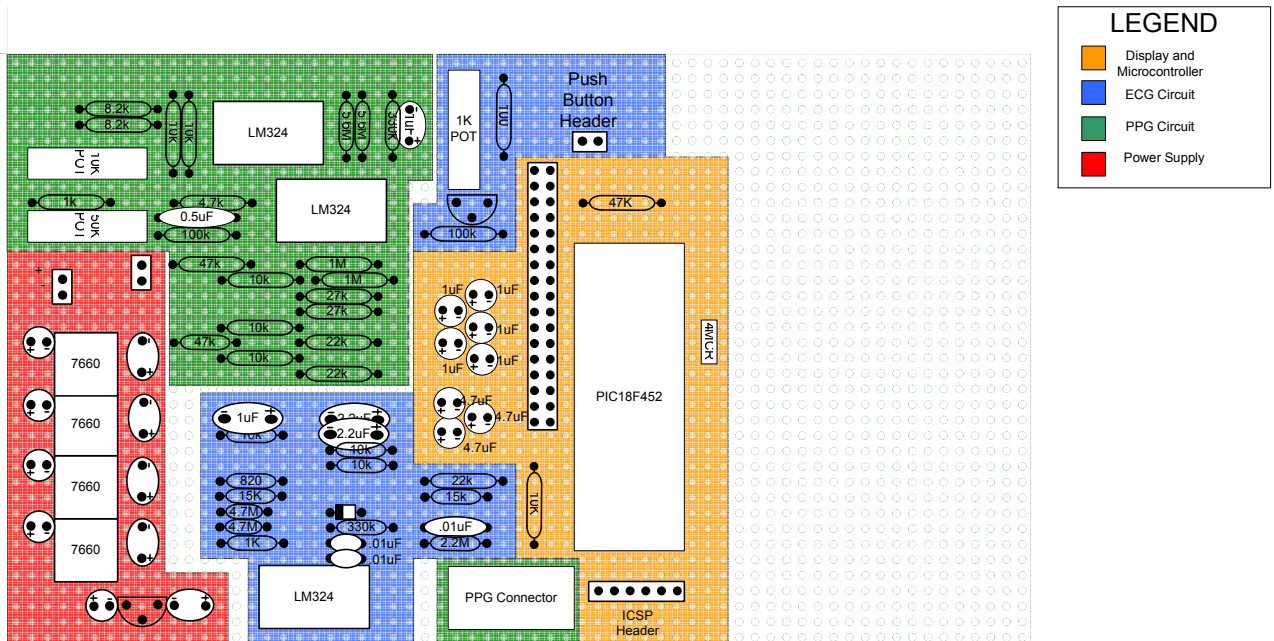 LEGEND
Display and
Microcontroller
ECG Circuit
PPG Circuit
Power Supply
8.2k
8.2k
10K
10K
LM324
5.6M
5.6M
330K
1uF
1K
POT
100
Push
Button
Header
10K
POT
1k
4.7k
0.5uF
100k
50K
POT
LM324
100k
47K
47k
10k
1M
1M
27k
27k
10k
47k
22k
10k
22k
1uF
1uF
1uF
1uF
1uF
4MCK
PIC18F452
4.7uF
4.7uF
4.7uF
7660
7660
7660
7660
1uF
10k
2.2uF
2.2uF
10k
10k
820
15K
4.7M
4.7M
1K
330k
.01uF
.01uF
22k
15k
.01uF
2.2M
10K
LM324
PPG Connector
ICSP
Header